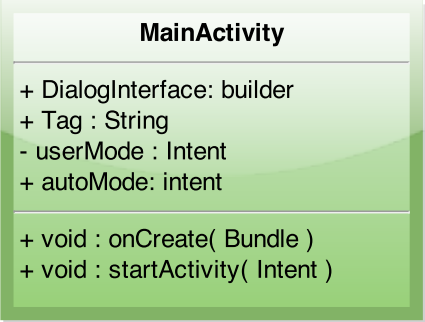 MainActivity
+ DialogInterface: builder
+ Tag : String
- userMode : Intent
+ autoMode: intent
+ void : onCreate( Bundle )
+ void : startActivity( Intent )